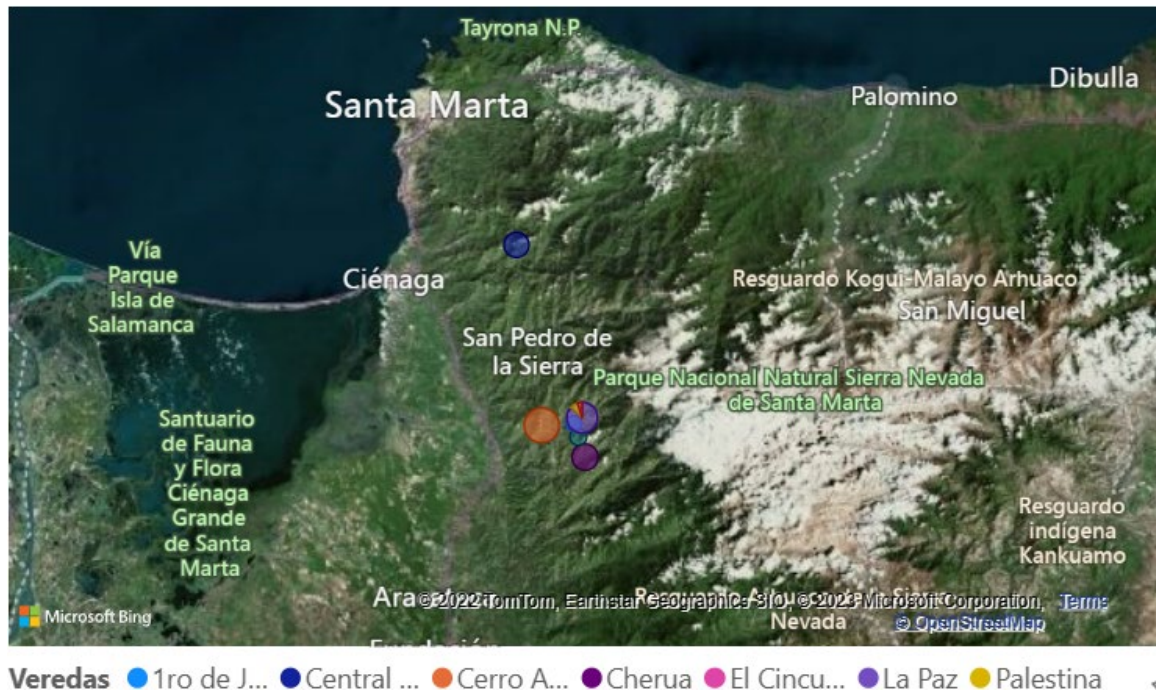 Tayrona N.P.
Santa Marta
Palomino
Dibulla
Vía
Parque
Isla de
Salamanca
Ciénaga
Resguardo Kogui-Malayo Arhuaco
San Miguel
San Pedro de
la Sierra
Parque Nacional Natural Sierra Nevada
de Santa Marta
Santuario
de Fauna
y Flora
Ciénaga
Grande
de Santa
Marta
Resguardo
indígena
Kankuamo
Microsoft Bing
© 2022 TomTom, Earthstar Geographics SIO, © 2023 Microsoft Corporation, Terms
Nevada
© OpenStreetMap
Fundación
Veredas 1ro de J... Central ... Cerro A... Cherua El Cincu... La Paz Palestina